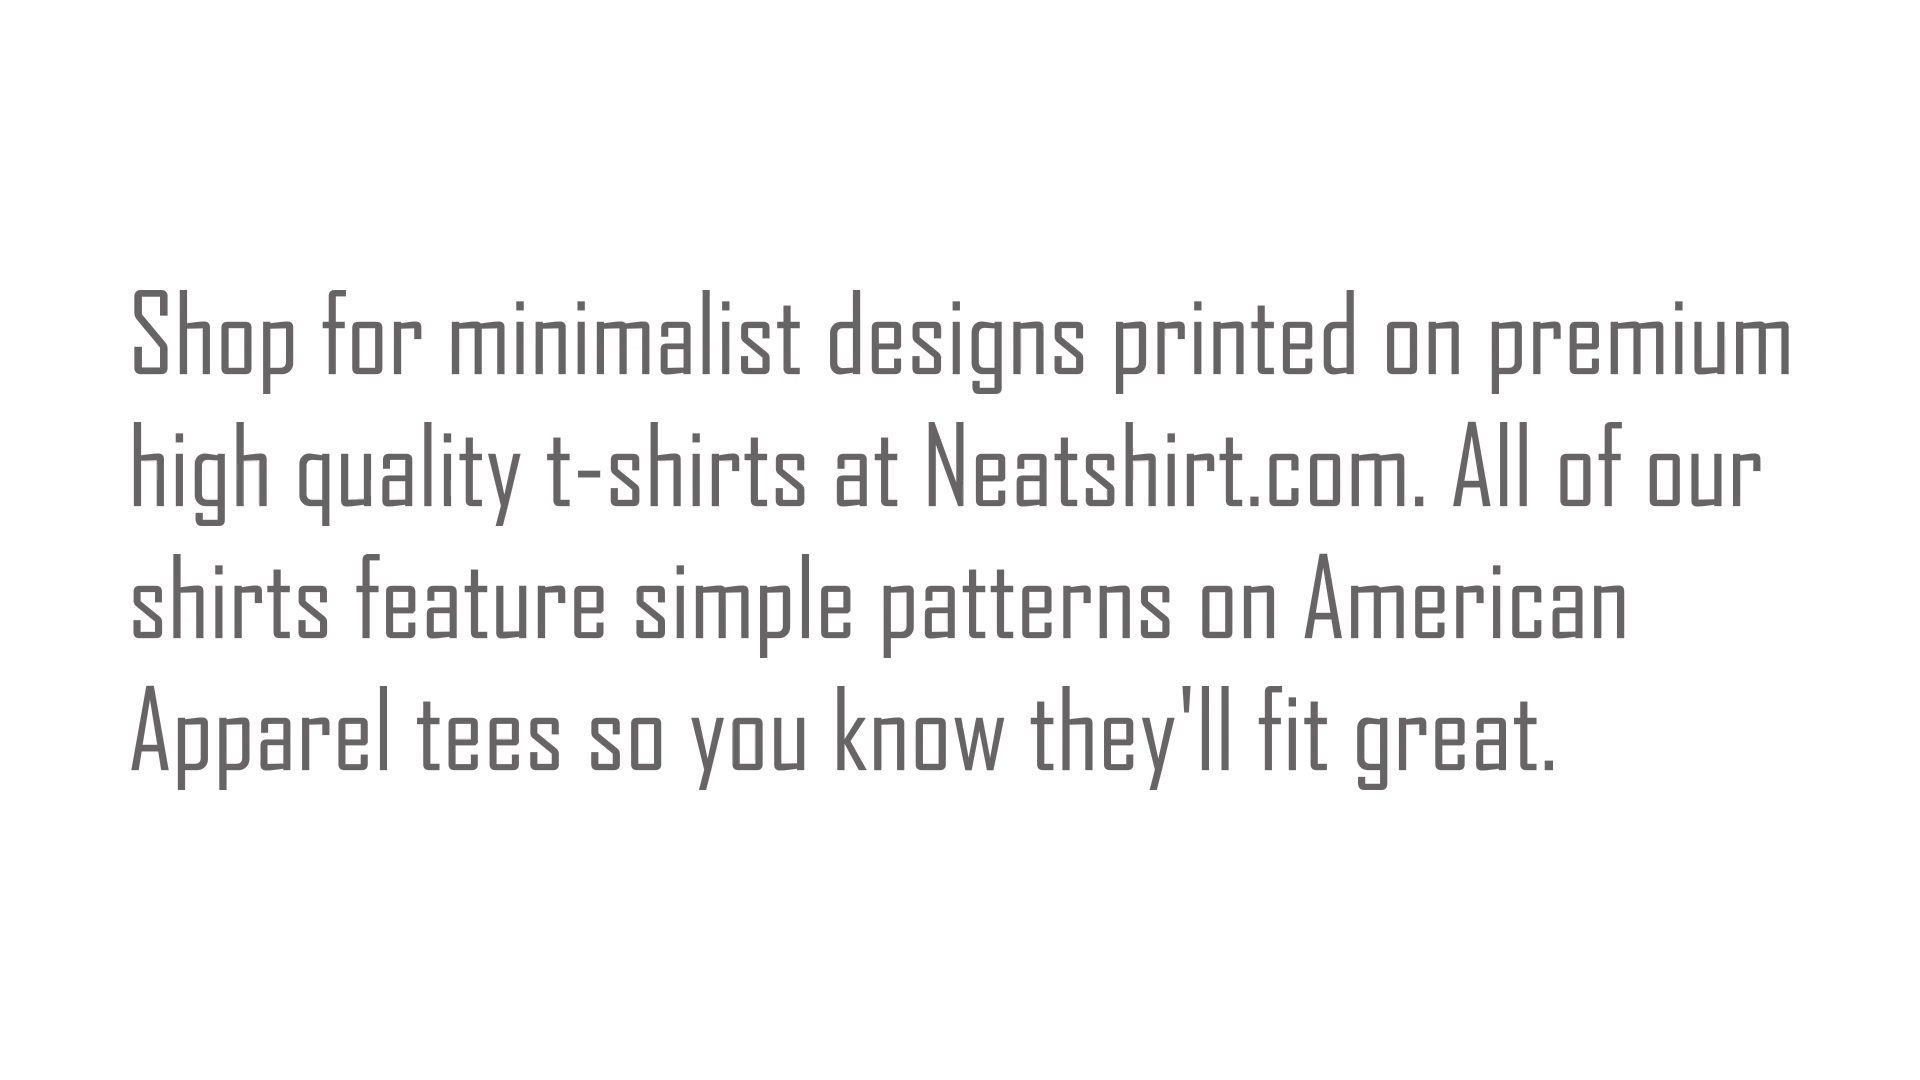 Shop for minimalist designs printed on premium
high quality t-shirts at Neatshirt.com. All of our
shirts feature simple patterns on American
Apparel tees so you know they'll fit great.